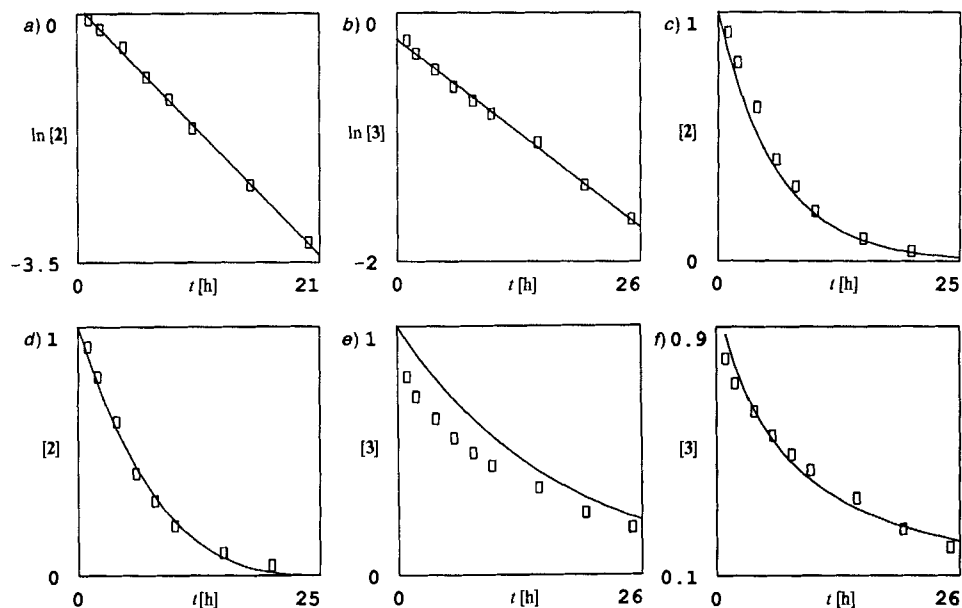 a) 0
ln [2]
-3.5
0 t [h] 21
b) 0
ln [3]
-2
0 t [h] 26
c) 1
[2]
0
0 t [h] 25
d) 1
[2]
0
0 t [h] 25
e) 1
[3]
0
0 t [h] 26
f) 0.9
[3]
0.1
0 t [h] 26